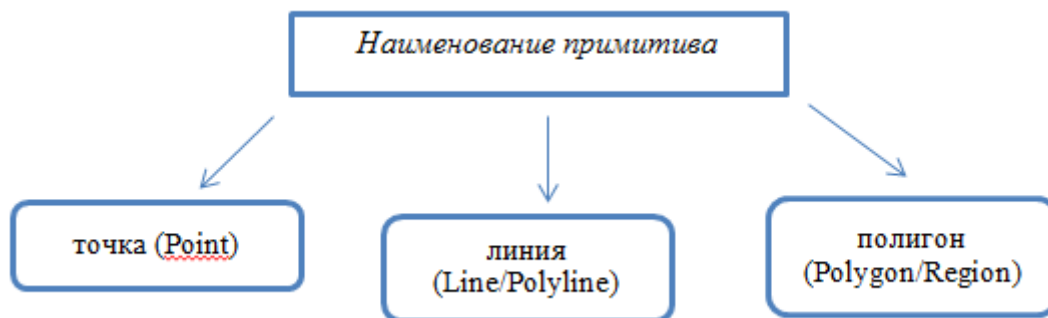 Наименование примитива
точка (Point)
линия
(Line/Polyline)
полигон
(Polygon/Region)